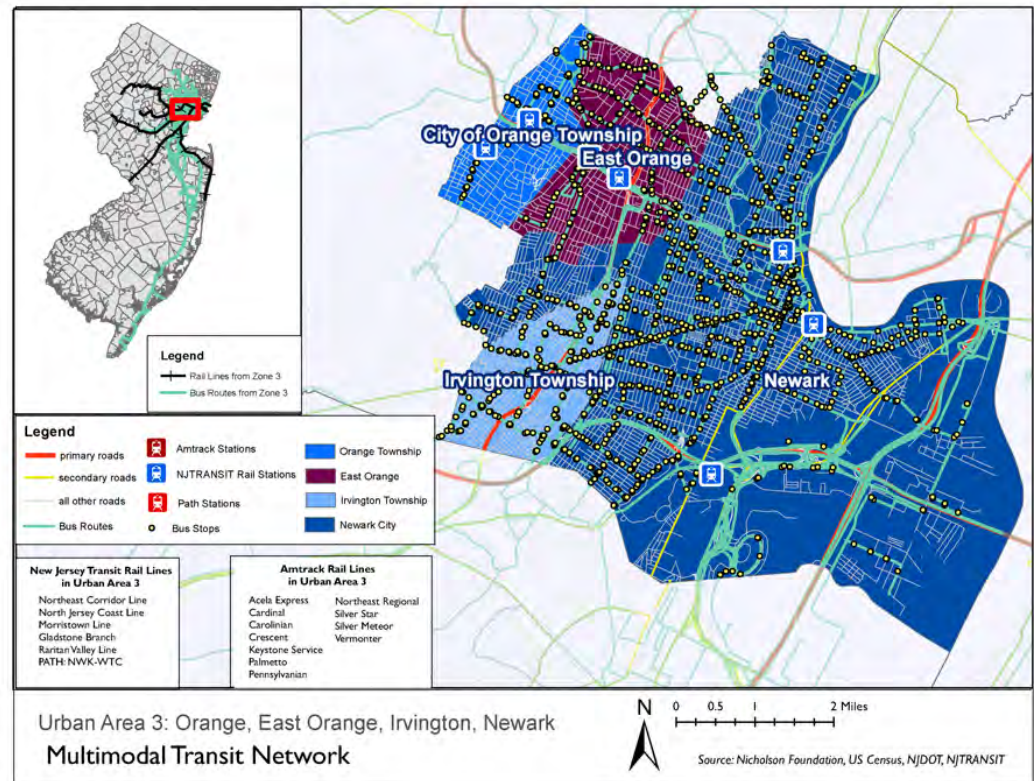 Legend
Rail Lines from Zone 3
Bus Routes from Zone 3
City of Orange Township
East Orange
Irvington Township
Newark
Legend
primary roads
secondary roads
all other roads
Bus Routes
Amtrack Stations
NJTRANSIT Rail Stations
Path Stations
Bus Stops
Orange Township
East Orange
Irvington Township
Newark City
New Jersey Transit Rail Lines
in Urban Area 3
Northeast Corridor Line
North Jersey Coast Line
Morristown Line
Gladstone Branch
Raritan Valley Line
PATH: NWK-WTC
Amtrack Rail Lines
in Urban Area 3
Acela Express
Cardinal
Carolinian
Crescent
Keystone Service
Palmetto
Pennsylvanian
Northeast Regional
Silver Star
Silver Meteor
Vermonter
Urban Area 3: Orange, East Orange, Irvington, Newark
Multimodal Transit Network
N
0 0.5 1 2 Miles
Source: Nicholson Foundation, US Census, NJDOT, NJTRANSIT